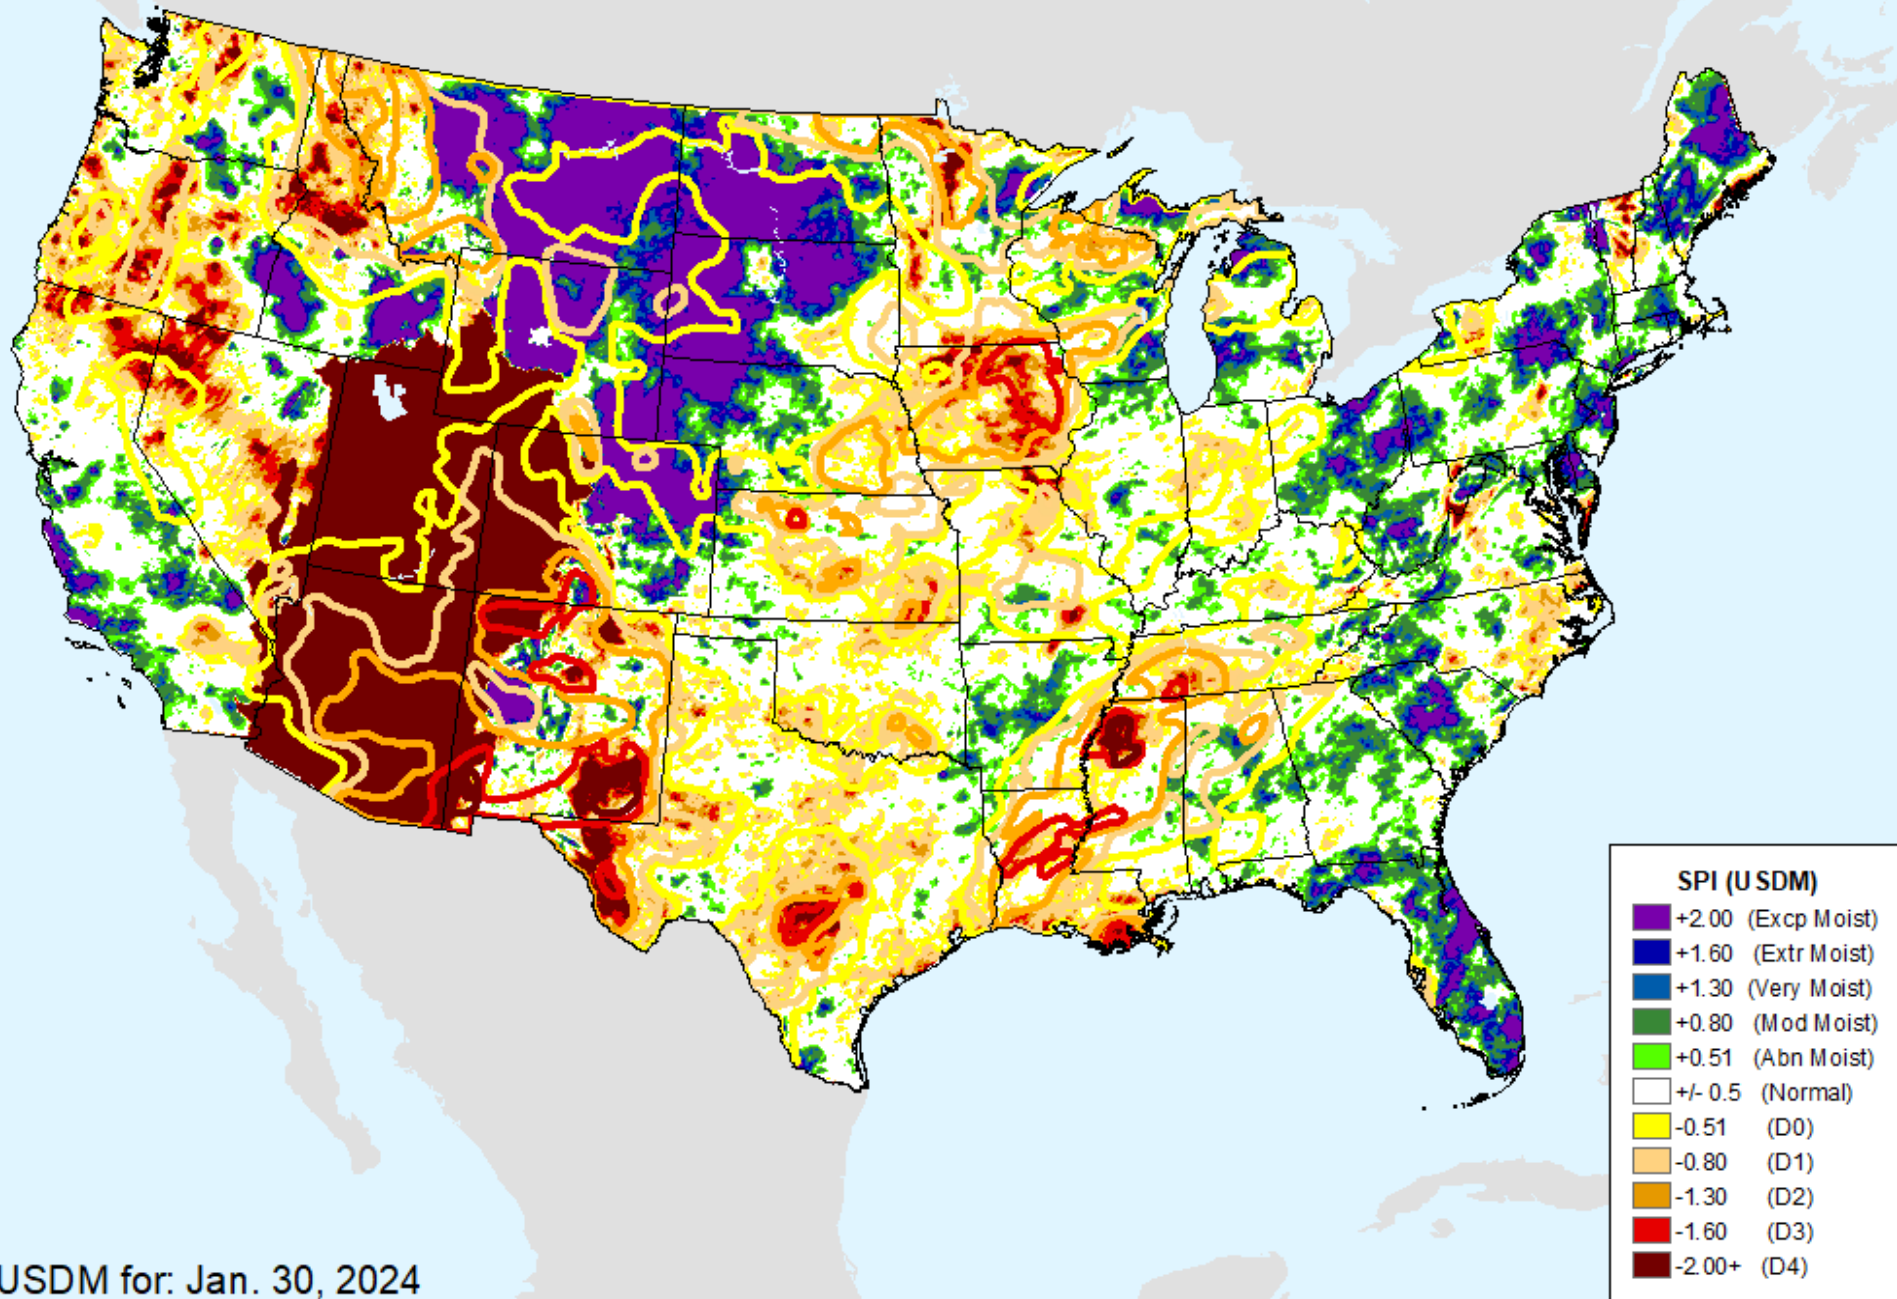 SPI (USDM)
+2.00 (Excp Moist)
+1.60 (Extr Moist)
+1.30 (Very Moist)
+0.80 (Mod Moist)
+0.51 (Abn Moist)
+/- 0.5 (Normal)
-0.51 (D0)
-0.80 (D1)
-1.30 (D2)
-1.60 (D3)
-2.00+ (D4)
USDM for: Jan. 30, 2024